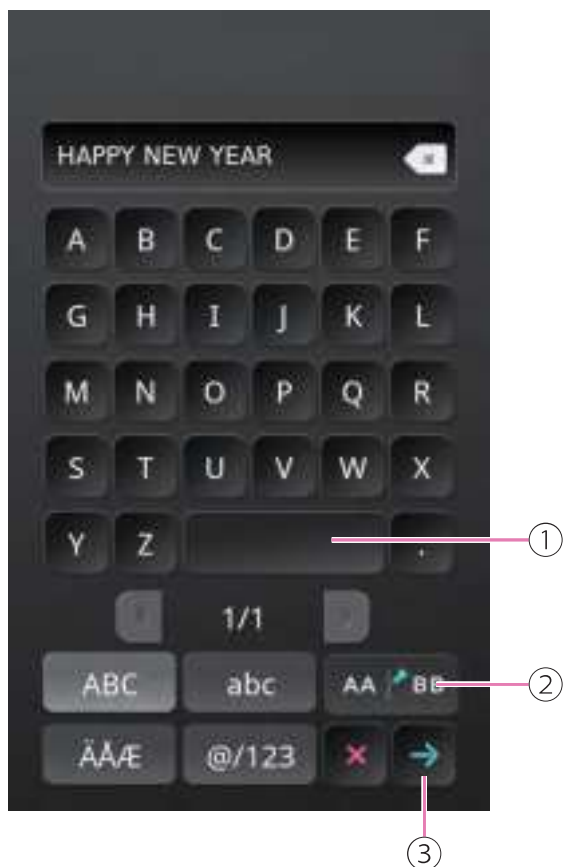 HAPPY NEW YEAR
A B C D E F
G H I J K L
M N O P Q R
S T U V W X
Y Z .
①
1/1
ABC abc AA BB
②
ÄÅÆ @/123
③